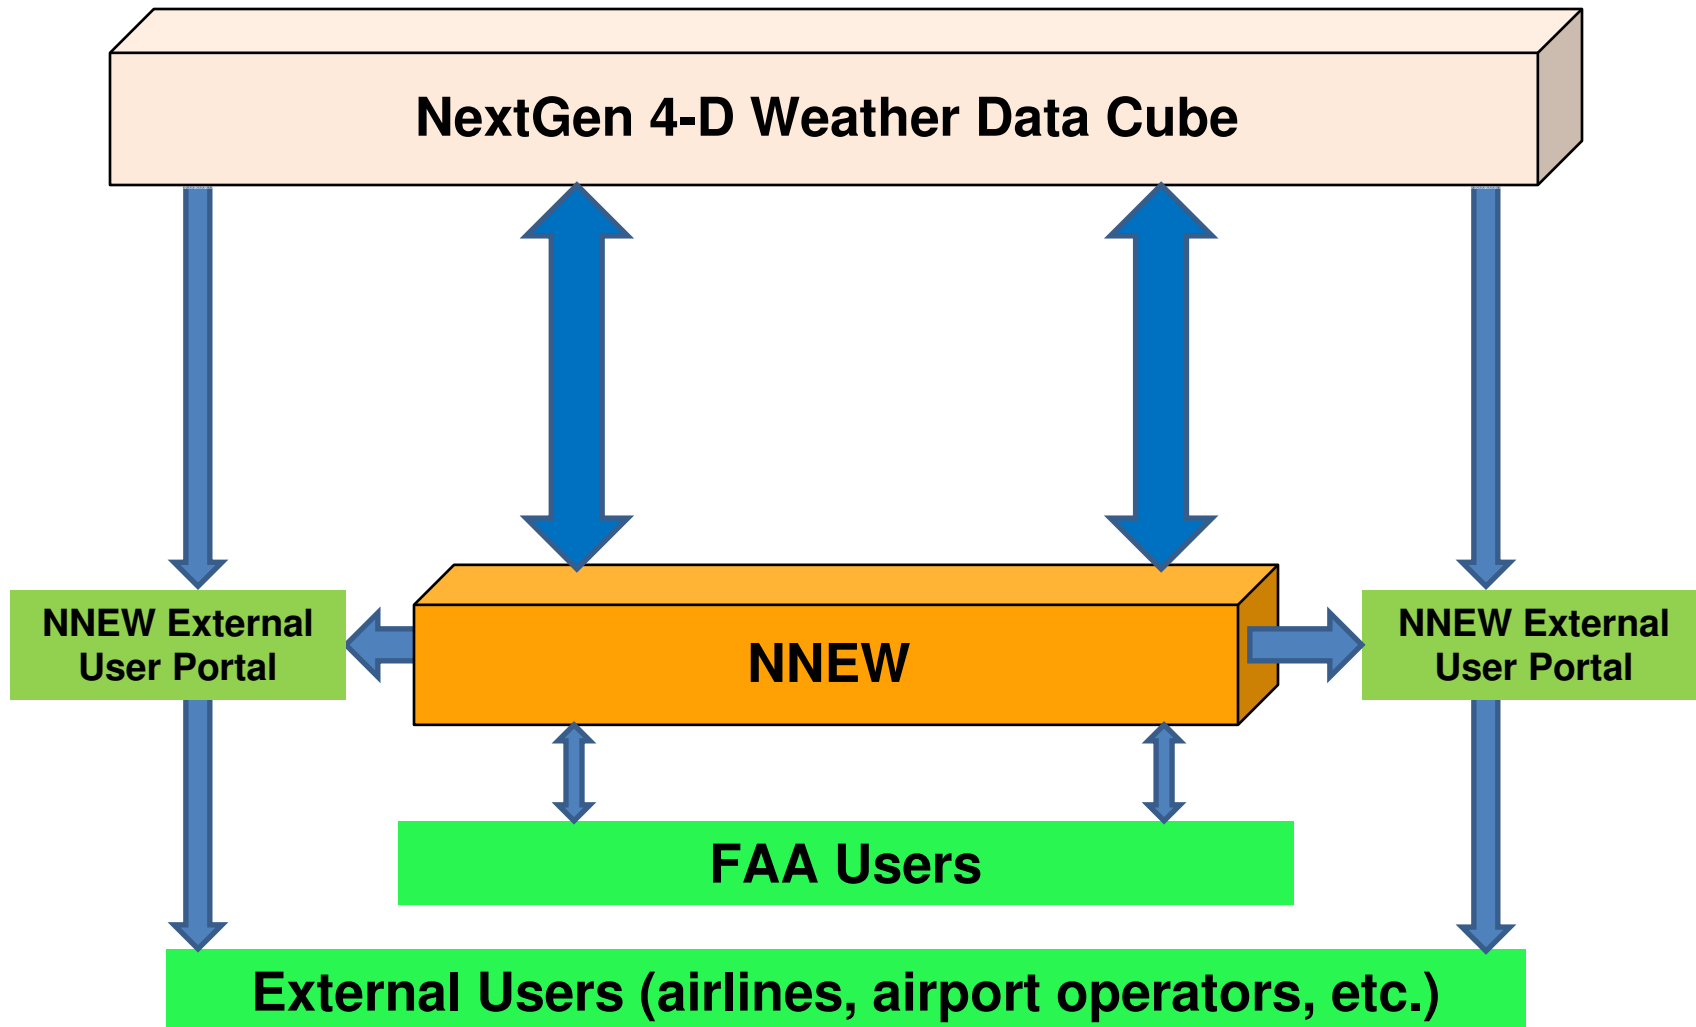 NextGen 4-D Weather Data Cube
NNEW External
User Portal
NNEW
NNEW External
User Portal
FAA Users
External Users (airlines, airport operators, etc.)